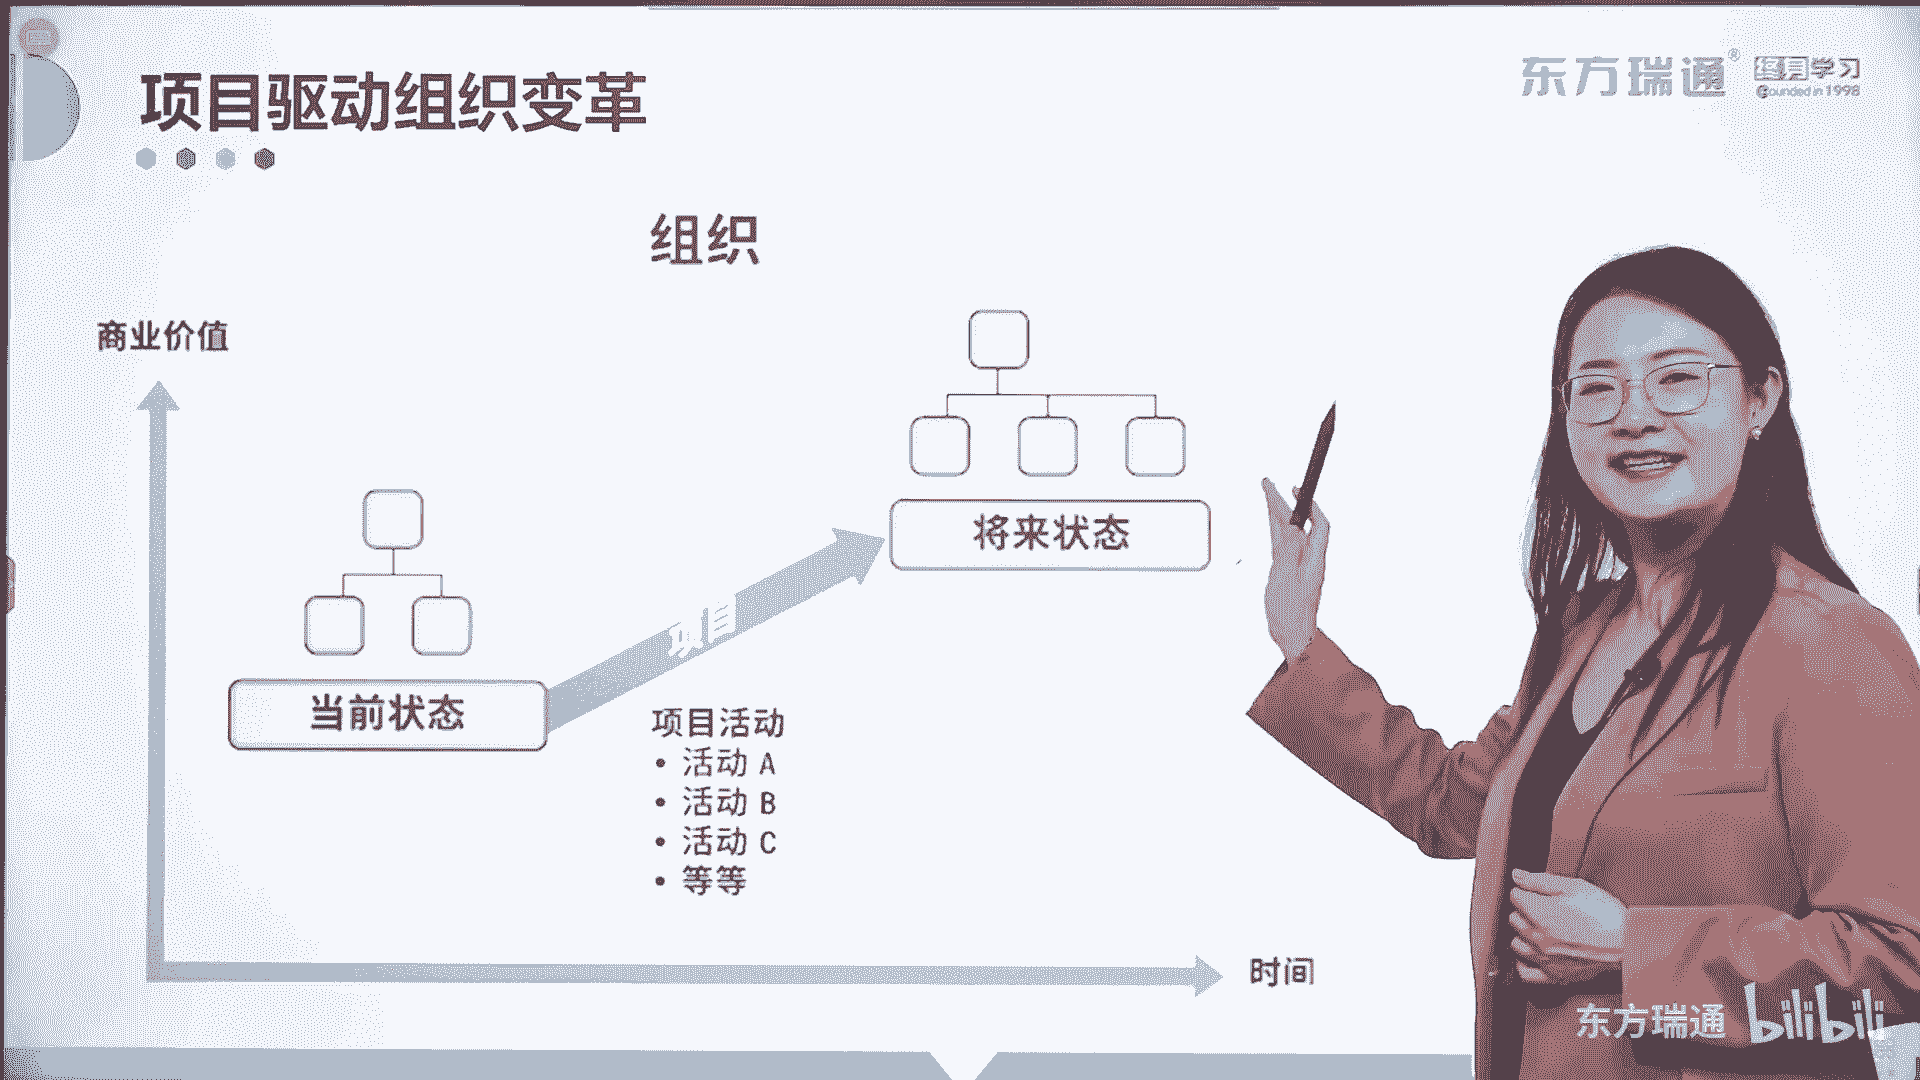 项目驱动组织变革
东方瑞通®
终身学习
Founded in 1998
组织
商业价值
将来状态
项目
当前状态
项目活动
• 活动 A
• 活动 B
• 活动 C
• 等等
时间
东方瑞通 bilibili